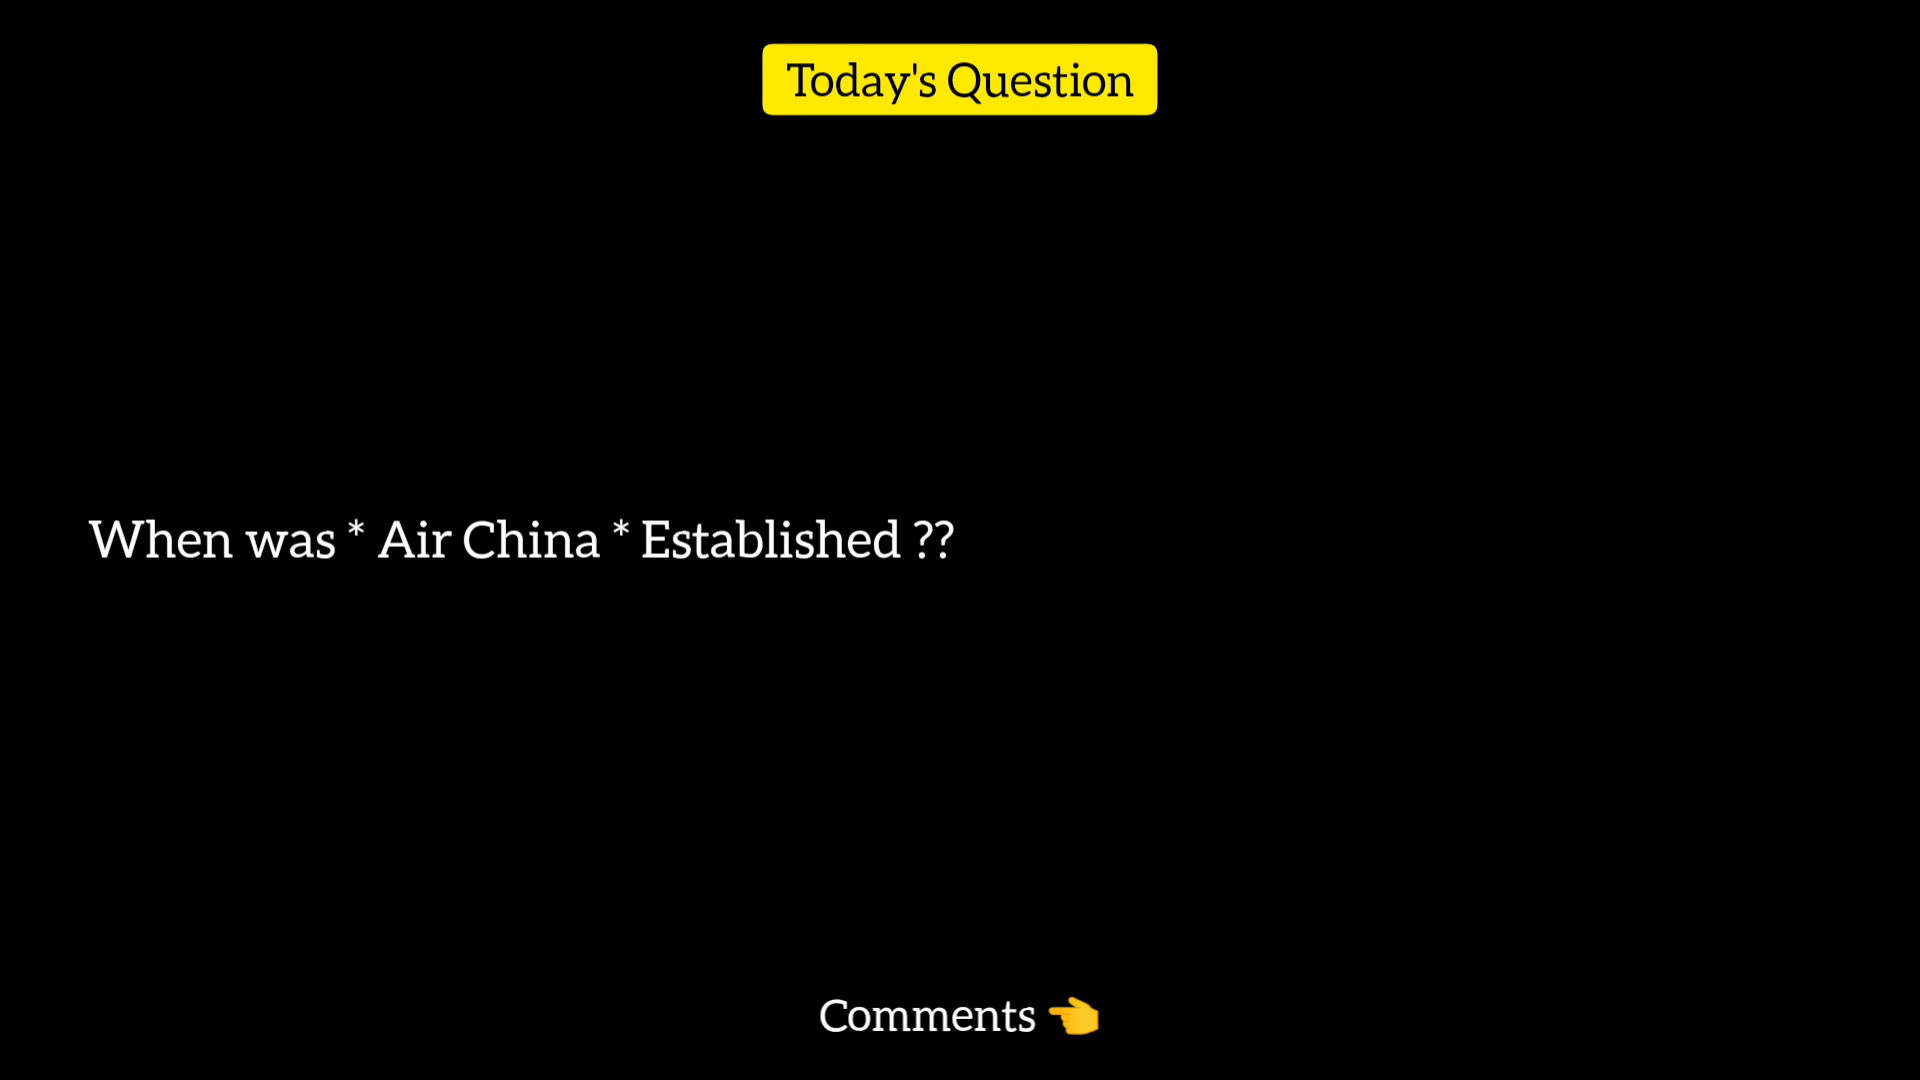 Today's Question
When was * Air China * Established ??
Comments 👈